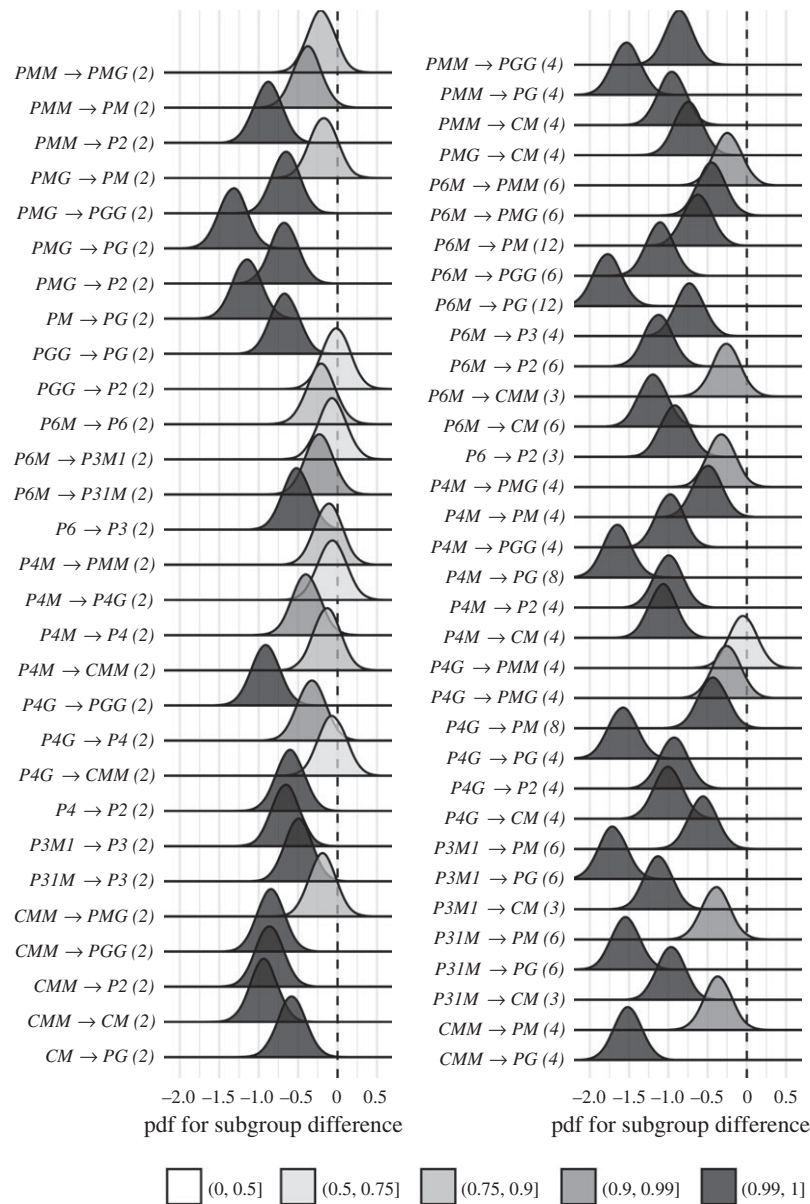 PMM → PMG (2)
PMM → PM (2)
PMM → P2 (2)
PMG → PM (2)
PMG → PGG (2)
PMG → PG (2)
PMG → P2 (2)
PM → PG (2)
PGG → PG (2)
PGG → P2 (2)
P6M → P6 (2)
P6M → P3M1 (2)
P6M → P31M (2)
P6 → P3 (2)
P4M → PMM (2)
P4M → P4G (2)
P4M → P4 (2)
P4M → CMM (2)
P4G → PGG (2)
P4G → P4 (2)
P4G → CMM (2)
P4 → P2 (2)
P3M1 → P3 (2)
P31M → P3 (2)
CMM → PMG (2)
CMM → PGG (2)
CMM → P2 (2)
CMM → CM (2)
CM → PG (2)
−2.0 −1.5 −1.0 −0.5 0 0.5
pdf for subgroup difference
PMM → PGG (4)
PMM → PG (4)
PMM → CM (4)
PMG → CM (4)
P6M → PMM (6)
P6M → PMG (6)
P6M → PM (12)
P6M → PGG (6)
P6M → PG (12)
P6M → P3 (4)
P6M → P2 (6)
P6M → CMM (3)
P6M → CM (6)
P6 → P2 (3)
P4M → PMG (4)
P4M → PM (4)
P4M → PGG (4)
P4M → PG (8)
P4M → P2 (4)
P4M → CM (4)
P4G → PMM (4)
P4G → PMG (4)
P4G → PM (8)
P4G → PG (4)
P4G → P2 (4)
P4G → CM (4)
P3M1 → PM (6)
P3M1 → PG (6)
P3M1 → CM (3)
P31M → PM (6)
P31M → PG (6)
P31M → CM (3)
CMM → PM (4)
CMM → PG (4)
−2.0 −1.5 −1.0 −0.5 0 0.5
pdf for subgroup difference
(0, 0.5] (0.5, 0.75] (0.75, 0.9] (0.9, 0.99] (0.99, 1]